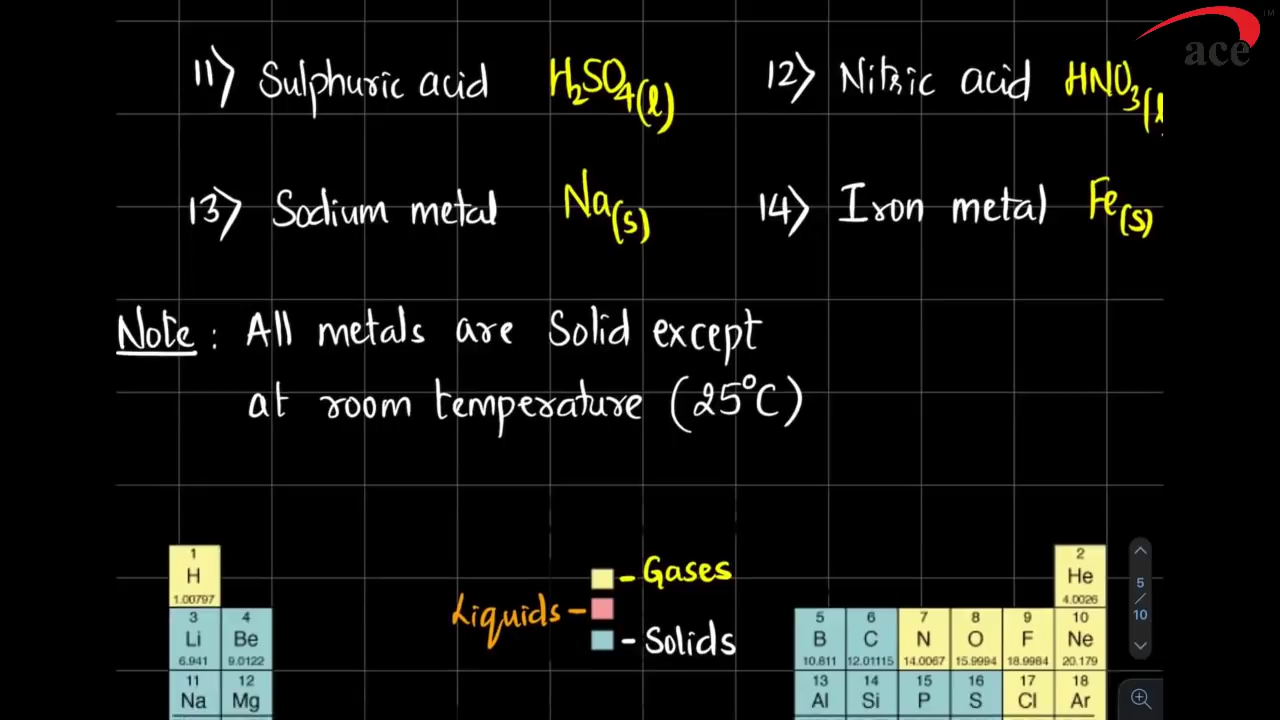 ace TM
11) Sulphuric acid H₂SO₄(l) 12) Nitric acid HNO₃(l
13) Sodium metal Na(s) 14) Iron metal Fe(s)
Note : All metals are Solid except
at room temperature (25°C)
- Gases
Liquids -
- Solids
1 2
H He
1.00797 4.0026
3 4 5 6 7 8 9 10
Li Be B C N O F Ne
6.941 9.0122 10.811 12.01115 14.0067 15.9994 18.9984 20.179
11 12 13 14 15 16 17 18
Na Mg Al Si P S Cl Ar
5
/
10